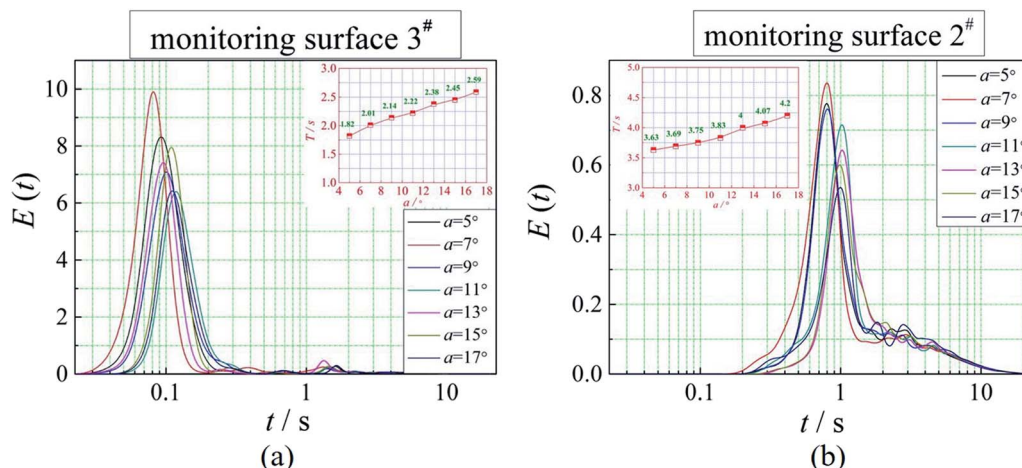 monitoring surface 3#
E (t)
10
8
6
4
2
0
0.1
1
10
t / s
(a)
T / s
3.0
2.5
2.0
1.5
1.0
4 6 8 10 12 14 16 18
a / °
1.82
2.01
2.14
2.22
2.38
2.45
2.59
a=5°
a=7°
a=9°
a=11°
a=13°
a=15°
a=17°
monitoring surface 2#
E (t)
0.8
0.6
0.4
0.2
0.0
0.1
1
10
t / s
(b)
T / s
5.0
4.5
4.0
3.5
3.0
4 6 8 10 12 14 16 18
a / °
3.63
3.69
3.75
3.83
4
4.07
4.2
a=5°
a=7°
a=9°
a=11°
a=13°
a=15°
a=17°